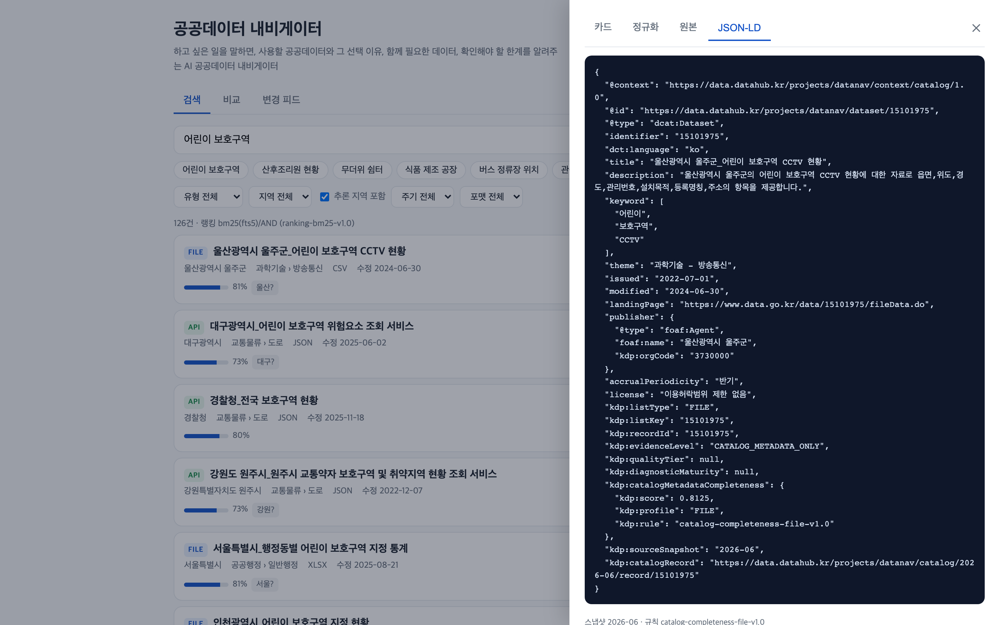 공공데이터 내비게이터
하고 싶은 일을 말하면, 사용할 공공데이터와 그 선택 이유, 함께 필요한 데이터, 확인해야 할 한계를 알려주
는 AI 공공데이터 내비게이터
검색 비교 변경 피드
어린이 보호구역
어린이 보호구역 산후조리원 현황 무더위 쉼터 식품 제조 공장 버스 정류장 위치
유형 전체 지역 전체 추론 지역 포함 주기 전체 포맷 전체
126건 · 랭킹 bm25(fts5)/AND (ranking-bm25-v1.0)
FILE 울산광역시 울주군_어린이 보호구역 CCTV 현황
울산광역시 울주군 과학기술 › 방송통신 CSV 수정 2024-06-30
81% 울산?
API 대구광역시_어린이 보호구역 위험요소 조회 서비스
대구광역시 교통물류 › 도로 JSON 수정 2025-06-02
73% 대구?
API 경찰청_전국 보호구역 현황
경찰청 교통물류 › 도로 JSON 수정 2025-11-18
80%
API 강원도 원주시_원주시 교통약자 보호구역 및 취약지역 현황 조회 서비스
강원특별자치도 원주시 교통물류 › 도로 JSON 수정 2022-12-07
73% 강원?
FILE 서울특별시_행정동별 어린이 보호구역 지정 통계
서울특별시 공공행정 › 일반행정 XLSX 수정 2025-08-21
81% 서울?
FILE 인천광역시_어린이 보호구역 지정 현황
카드 정규화 원본 JSON-LD
{
"@context": "https://data.datahub.kr/projects/datanav/context/catalog/1.
0",
"@id": "https://data.datahub.kr/projects/datanav/dataset/15101975",
"@type": "dcat:Dataset",
"identifier": "15101975",
"dct:language": "ko",
"title": "울산광역시 울주군_어린이 보호구역 CCTV 현황",
"description": "울산광역시 울주군의 어린이 보호구역 CCTV 현황에 대한 자료로 읍면,위도,경
도,관리번호,설치목적,등록명칭,주소의 항목을 제공합니다.",
"keyword": [
"어린이",
"보호구역",
"CCTV"
],
"theme": "과학기술 - 방송통신",
"issued": "2022-07-01",
"modified": "2024-06-30",
"landingPage": "https://www.data.go.kr/data/15101975/fileData.do",
"publisher": {
"@type": "foaf:Agent",
"foaf:name": "울산광역시 울주군",
"kdp:orgCode": "3730000"
},
"accrualPeriodicity": "반기",
"license": "이용허락범위 제한 없음",
"kdp:listType": "FILE",
"kdp:listKey": "15101975",
"kdp:recordId": "15101975",
"kdp:evidenceLevel": "CATALOG_METADATA_ONLY",
"kdp:qualityTier": null,
"kdp:diagnosticMaturity": null,
"kdp:catalogMetadataCompleteness": {
"kdp:score": 0.8125,
"kdp:profile": "FILE",
"kdp:rule": "catalog-completeness-file-v1.0"
},
"kdp:sourceSnapshot": "2026-06",
"kdp:catalogRecord": "https://data.datahub.kr/projects/datanav/catalog/202
6-06/record/15101975"
}
스냅샷 2026-06 · 규칙 catalog-completeness-file-v1.0